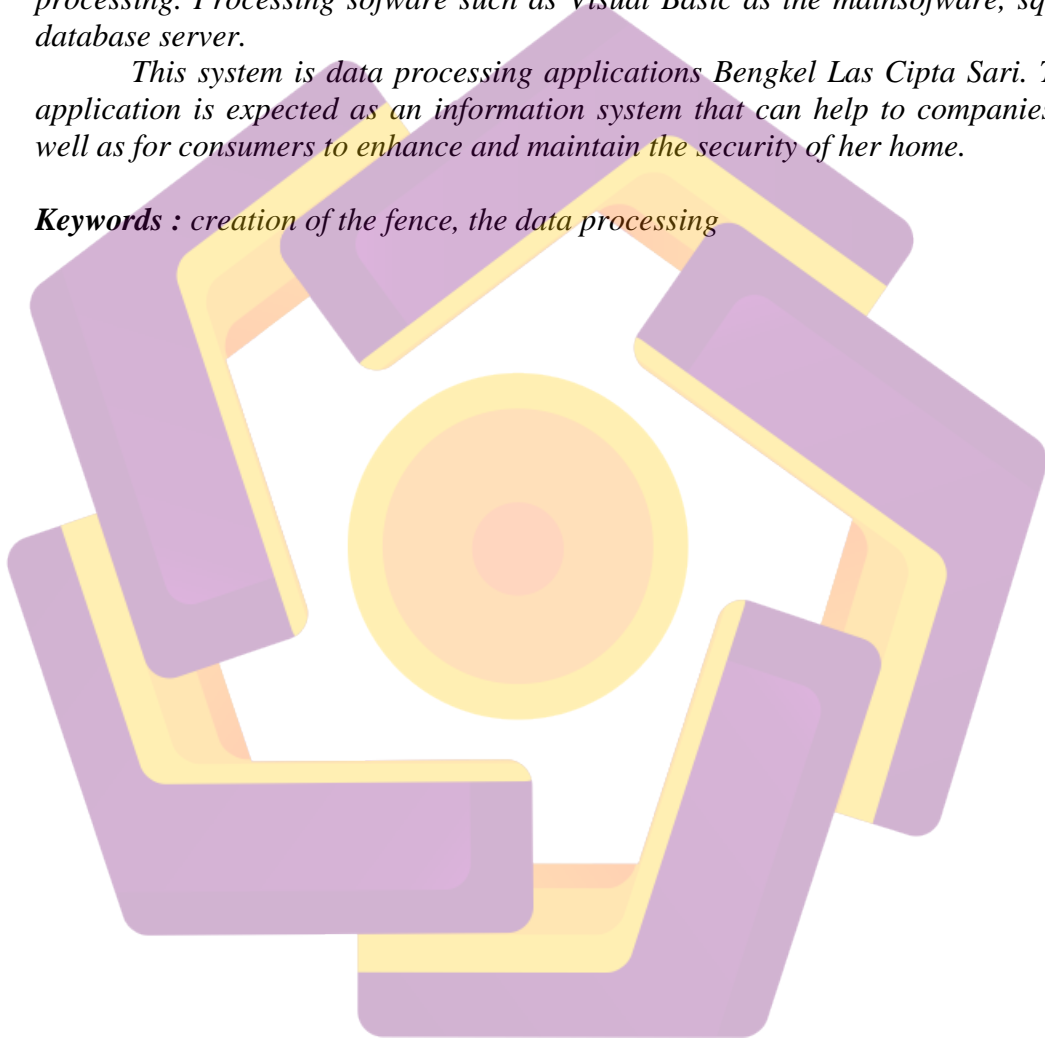 processing. Processing sofware such as Visual Basic as the mainsofware, sq
database server.
This system is data processing applications Bengkel Las Cipta Sari. T
application is expected as an information system that can help to companies
well as for consumers to enhance and maintain the security of her home.
Keywords : creation of the fence, the data processing